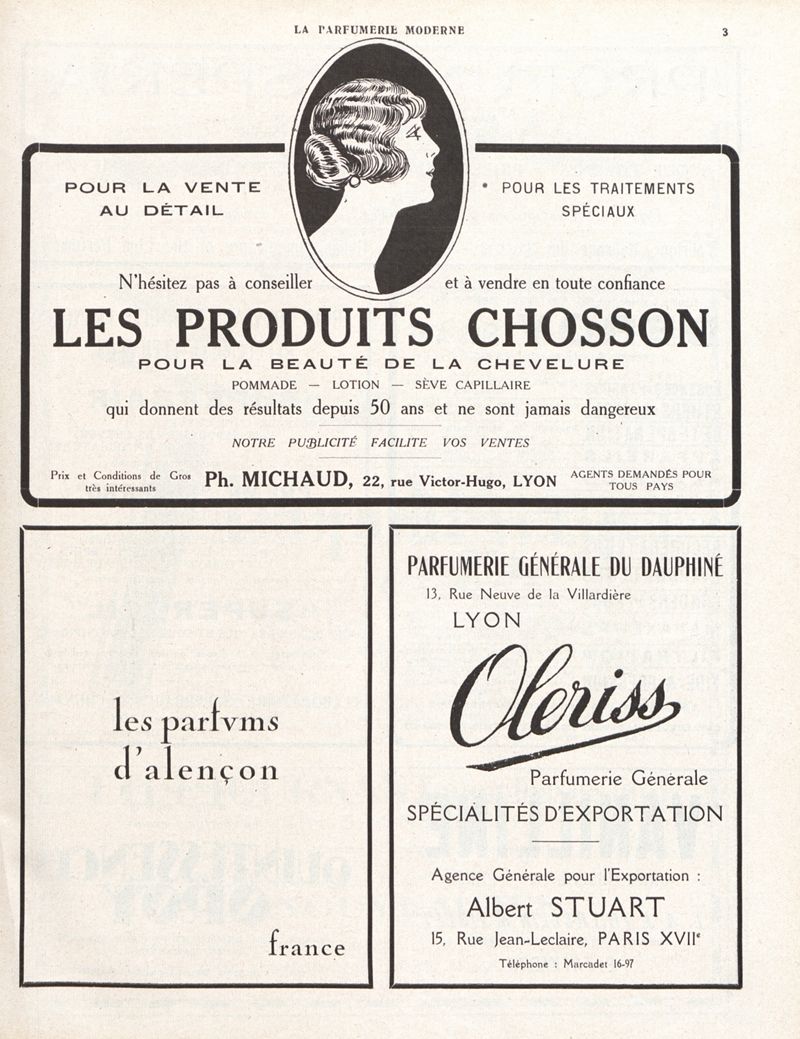 LA PARFUMERIE MODERNE
3
POUR LA VENTE
AU DÉTAIL
POUR LES TRAITEMENTS
SPÉCIAUX
N'hésitez pas à conseiller
et à vendre en toute confiance
LES PRODUITS CHOSSON
POUR LA BEAUTÉ DE LA CHEVELURE
POMMADE — LOTION — SÈVE CAPILLAIRE
qui donnent des résultats depuis 50 ans et ne sont jamais dangereux
NOTRE PUBLICITÉ FACILITE VOS VENTES
Prix et Conditions de Gros
très intéressants
Ph. MICHAUD, 22, rue Victor-Hugo, LYON
AGENTS DEMANDÉS POUR
TOUS PAYS
les parfvms
d'alençon
france
PARFUMERIE GÉNÉRALE DU DAUPHINÉ
13, Rue Neuve de la Villardière
LYON
Oleriss
Parfumerie Générale
SPÉCIALITÉS D'EXPORTATION
Agence Générale pour l'Exportation :
Albert STUART
15, Rue Jean-Leclaire, PARIS XVIIe
Téléphone : Marcadet 16-97